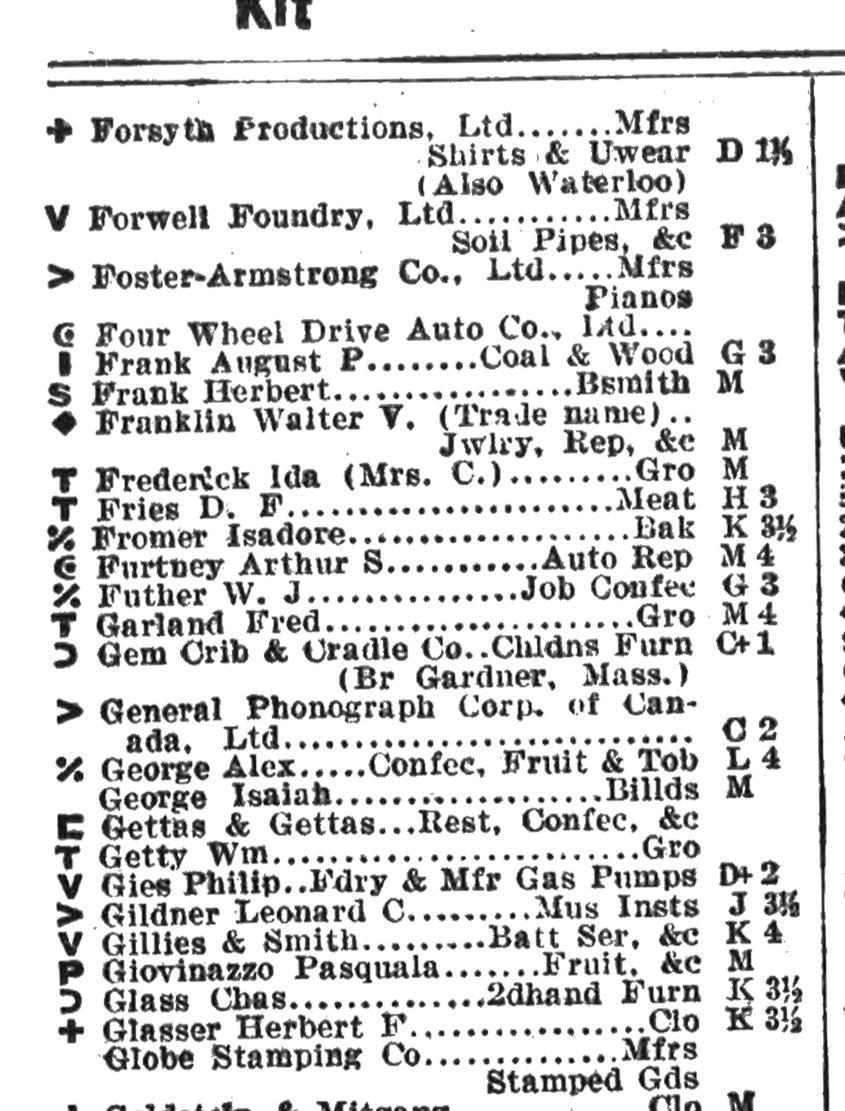 Kit
✚ Forsyth Productions, Ltd.......Mfrs
Shirts & Uwear D 1½
(Also Waterloo)
V Forwell Foundry, Ltd...........Mfrs
Soil Pipes, &c F 3
> Foster-Armstrong Co., Ltd.....Mfrs
Pianos
Four Wheel Drive Auto Co., Ltd....
Frank August P........Coal & Wood G 3
S Frank Herbert..................Bsmith M
◆ Franklin Walter V. (Trade name)..
Jwlry, Rep, &c M
T Frederick Ida (Mrs. C.).........Gro M
T Fries D. F........................Meat H 3
% Fromer Isadore.....................Bak K 3½
Furtney Arthur S...........Auto Rep M 4
% Futher W. J...............Job Confec G 3
T Garland Fred.......................Gro M 4
Gem Crib & Cradle Co..Chldns Furn C+ 1
(Br Gardner, Mass.)
> General Phonograph Corp. of Can-
ada, Ltd............................. C 2
% George Alex.....Confec, Fruit & Tob L 4
George Isaiah....................Billds M
Gettas & Gettas...Rest, Confec, &c
T Getty Wm...........................Gro
V Gies Philip..Fdry & Mfr Gas Pumps D+ 2
> Gildner Leonard C.........Mus Insts J 3½
V Gillies & Smith.........Batt Ser, &c K 4
P Giovinazzo Pasquala.......Fruit, &c M
Glass Chas..............2dhand Furn K 3½
+ Glasser Herbert F.................Clo K 3½
Globe Stamping Co..............Mfrs
Stamped Gds
Clo M